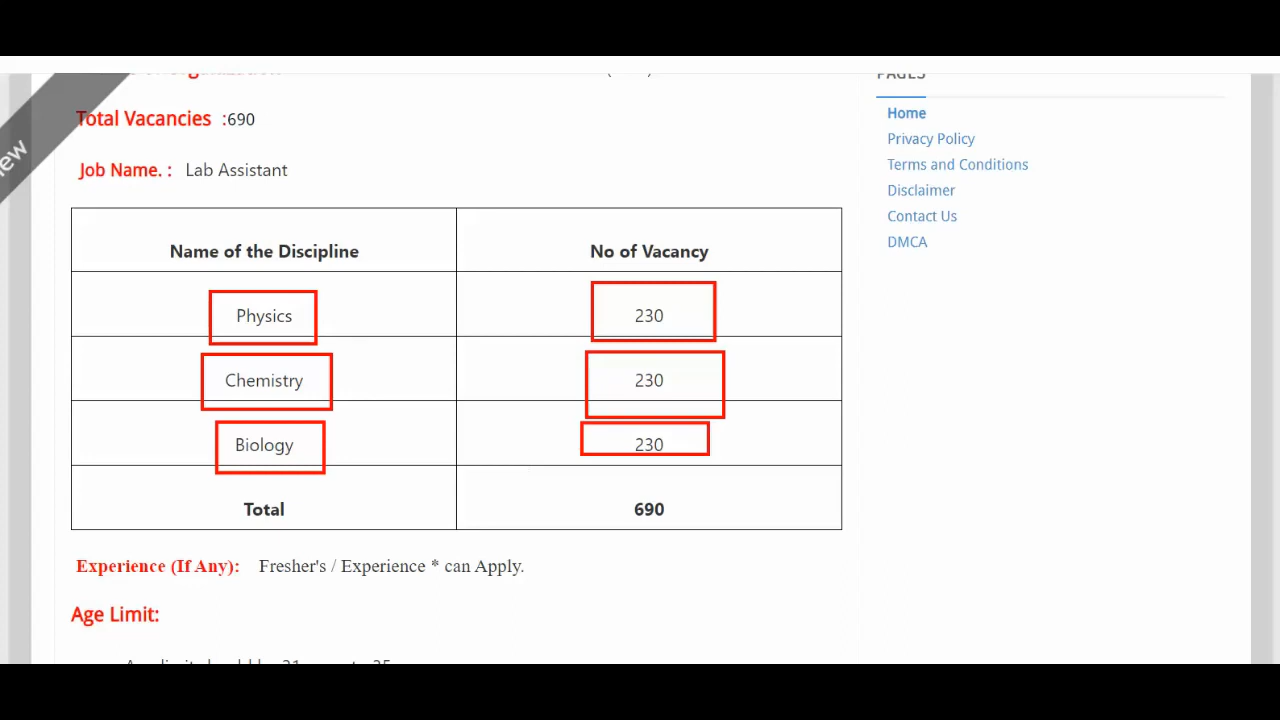 PAGES
Total Vacancies :690
Home
Privacy Policy
Job Name. : Lab Assistant
Terms and Conditions
Disclaimer
Contact Us
DMCA
Name of the Discipline No of Vacancy
Physics 230
Chemistry 230
Biology 230
Total 690
Experience (If Any): Fresher's / Experience * can Apply.
Age Limit: